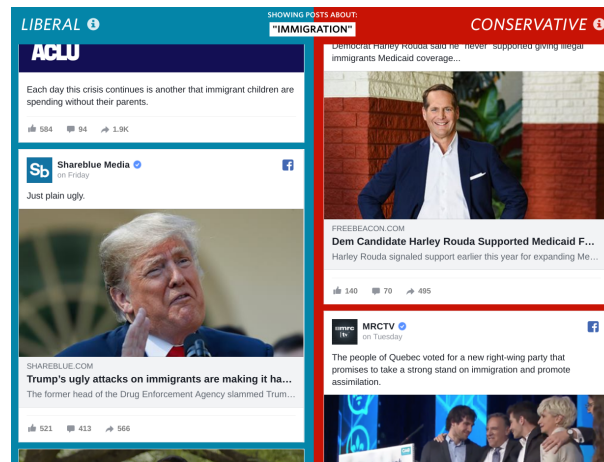 LIBERAL
SHOWING POSTS ABOUT:
"IMMIGRATION"
CONSERVATIVE
ACLU
Each day this crisis continues is another that immigrant children are
spending without their parents.
584 94 1.9K
Sb
Shareblue Media
on Friday
Just plain ugly.
SHAREBLUE.COM
Trump's ugly attacks on immigrants are making it ha…
The former head of the Drug Enforcement Agency slammed Trum…
521 413 566
Democrat Harley Rouda said he "never" supported giving illegal
immigrants Medicaid coverage...
FREEBEACON.COM
Dem Candidate Harley Rouda Supported Medicaid F…
Harley Rouda signaled support earlier this year for expanding Me…
140 70 495
mrc
tv
MRCTV
on Tuesday
The people of Quebec voted for a new right-wing party that
promises to take a strong stand on immigration and promote
assimilation.